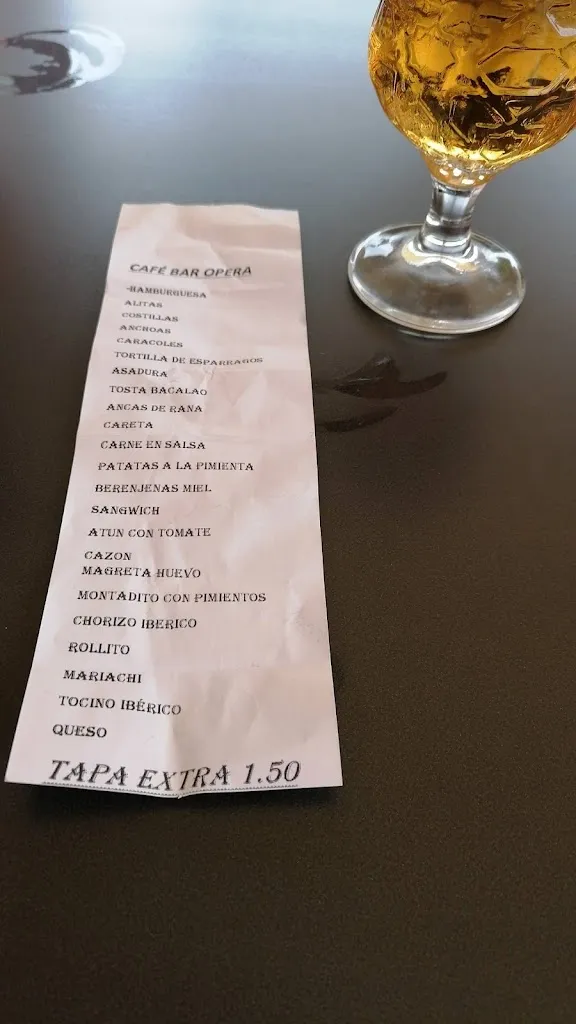 CAFÉ BAR OPERA
-HAMBURGUESA
ALITAS
COSTILLAS
ANCHOAS
CARACOLES
TORTILLA DE ESPARRAGOS
ASADURA
TOSTA BACALAO
ANCAS DE RANA
CARETA
CARNE EN SALSA
PATATAS A LA PIMIENTA
BERENJENAS MIEL
SANGWICH
ATUN CON TOMATE
CAZON
MAGRETA HUEVO
MONTADITO CON PIMIENTOS
CHORIZO IBERICO
ROLLITO
MARIACHI
TOCINO IBÉRICO
QUESO
TAPA EXTRA 1.50